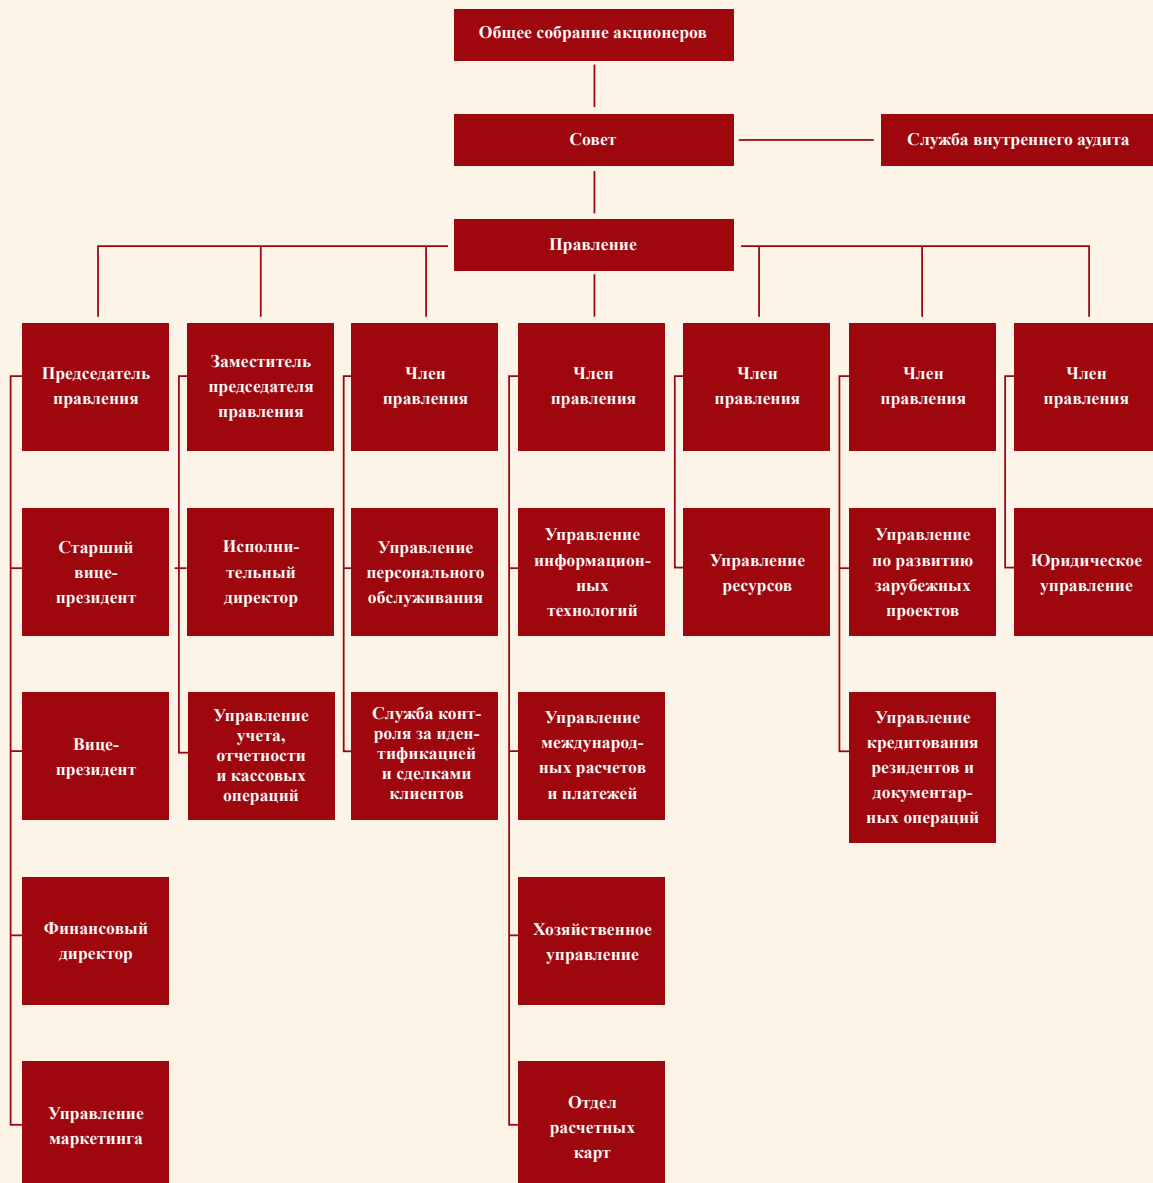 Общее собрание акционеров
Совет
Служба внутреннего аудита
Правление
Председатель
правления
Заместитель
председателя
правления
Член
правления
Член
правления
Член
правления
Член
правления
Член
правления
Старший
вице-
президент
Исполни-
тельный
директор
Управление
персонального
обслуживания
Управление
информацион-
ных
технологий
Управление
ресурсов
Управление
по развитию
зарубежных
проектов
Юридическое
управление
Вице-
президент
Управление
учета,
отчетности
и кассовых
операций
Служба конт-
роля за иден-
тификацией
и сделками
клиентов
Управление
международ-
ных расчетов
и платежей
Управление
кредитования
резидентов и
документар-
ных операций
Финансовый
директор
Хозяйственное
управление
Управление
маркетинга
Отдел
расчетных
карт